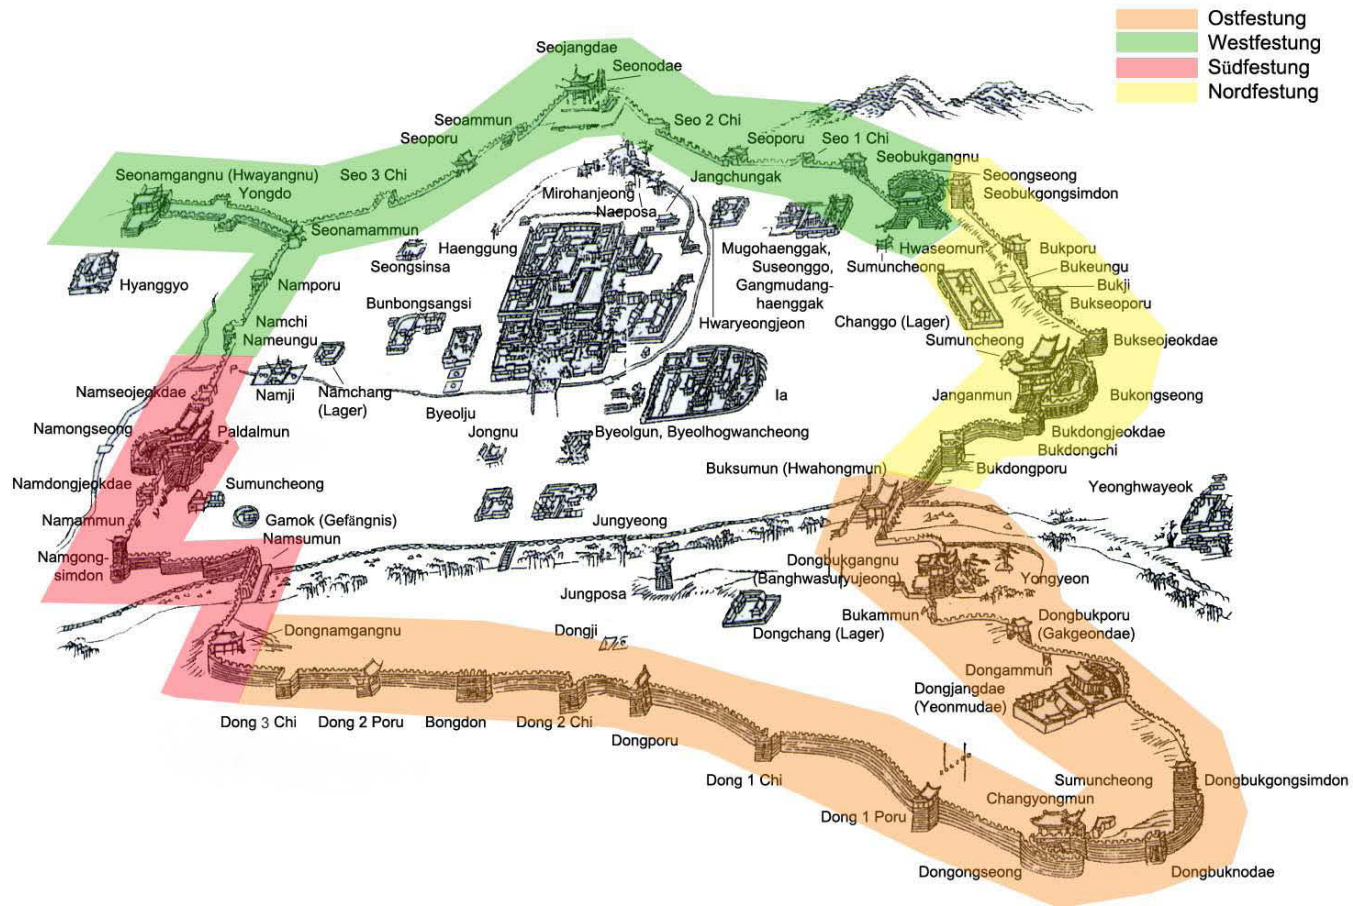 Ostfestung
Westfestung
Südfestung
Nordfestung
Seojangdae
Seonodae
Seoammun
Seo 2 Chi
Seoporu
Seoporu
Seo 1 Chi
Seobukgangnu
Seonamgangnu (Hwayangnu)
Yongdo
Seo 3 Chi
Jangchungak
Seoongseong
Seobukgongsimdon
Mirohanjeong
Naeposa
Seonamammun
Haenggung
Seongsinsa
Mugohaenggak,
Suseonggo,
Gangmudang-
haenggak
Hwaseomun
Sumuncheong
Bukporu
Bukeungu
Bukji
Bukseoporu
Hyanggyo
Namporu
Bunbongsangsi
Hwaryeongjeon
Changgo (Lager)
Namchi
Nameungu
Sumuncheong
Bukseojeokdae
Namseojeokdae
Namji
Namchang
(Lager)
Byeolju
Ia
Janganmun
Bukongseong
Namongseong
Paldalmun
Jongnu
Byeolgun, Byeolhogwancheong
Bukdongjeokdae
Bukdongchi
Bukdongporu
Buksumun (Hwahongmun)
Namdongjeokdae
Sumuncheong
Yeonghwayeok
Namammun
Gamok (Gefängnis)
Namsumun
Jungyeong
Namgong-
simdon
Dongbukgangnu
(Banghwasuryujeong)
Yongyeon
Jungposa
Bukammun
Dongbukporu
(Gakgeondae)
Dongnamgangnu
Dongji
Dongchang (Lager)
Dongammun
Dongjangdae
(Yeonmudae)
Dong 3 Chi
Dong 2 Poru
Bongdon
Dong 2 Chi
Dongporu
Dong 1 Chi
Sumuncheong
Dongbukgongsimdon
Changyongmun
Dong 1 Poru
Dongongseong
Dongbuknodae